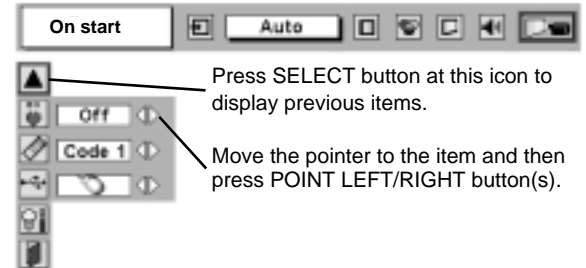 On start
Auto
Press SELECT button at this icon to
display previous items.
Off
Code 1
Move the pointer to the item and then
press POINT LEFT/RIGHT button(s).